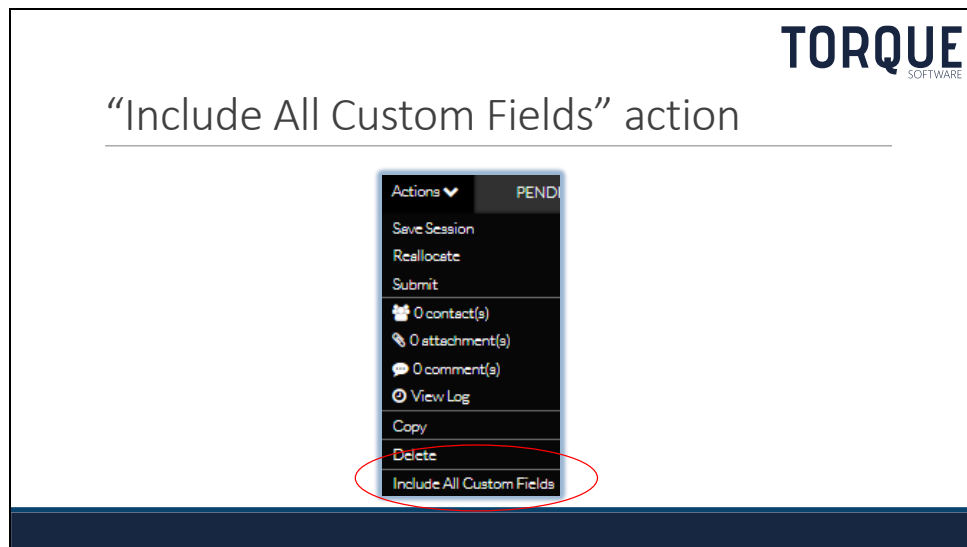 TORQUE
SOFTWARE
“Include All Custom Fields” action
Actions PENDI
Save Session
Reallocate
Submit
0 contact(s)
0 attachment(s)
0 comment(s)
View Log
Copy
Delete
Include All Custom Fields